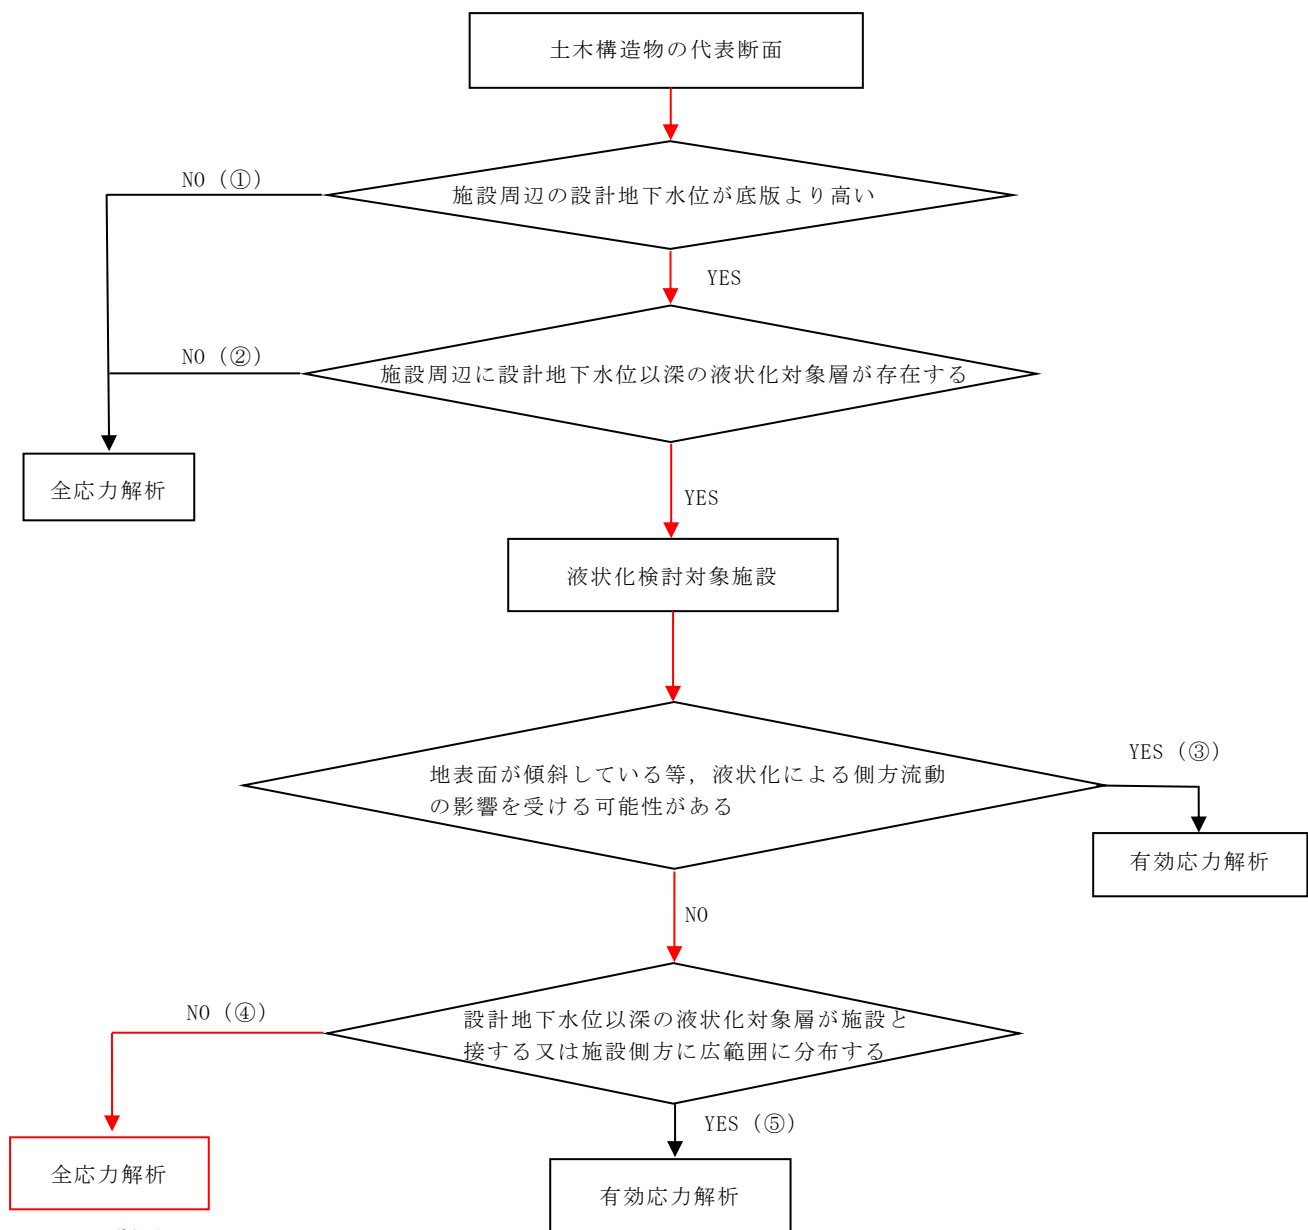 土木構造物の代表断面
NO (①)
施設周辺の設計地下水位が底版より高い
YES
NO (②)
施設周辺に設計地下水位以深の液状化対象層が存在する
全応力解析
YES
液状化検討対象施設
YES (③)
地表面が傾斜している等，液状化による側方流動
の影響を受ける可能性がある
有効応力解析
NO
NO (④)
設計地下水位以深の液状化対象層が施設と
接する又は施設側方に広範囲に分布する
YES (⑤)
全応力解析
有効応力解析